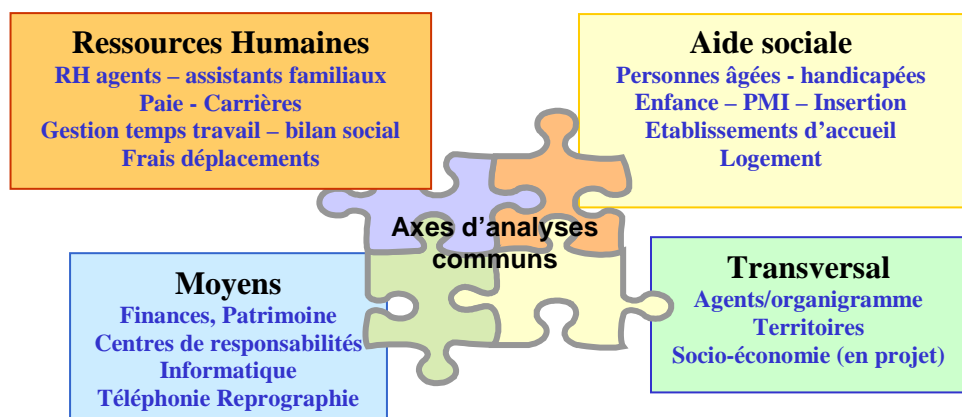 Ressources Humaines
RH agents – assistants familiaux
Paie - Carrières
Gestion temps travail – bilan social
Frais déplacements
Aide sociale
Personnes âgées - handicapées
Enfance – PMI – Insertion
Etablissements d'accueil
Logement
Axes d'analyses
communs
Moyens
Finances, Patrimoine
Centres de responsabilités
Informatique
Téléphonie Reprographie
Transversal
Agents/organigramme
Territoires
Socio-économie (en projet)